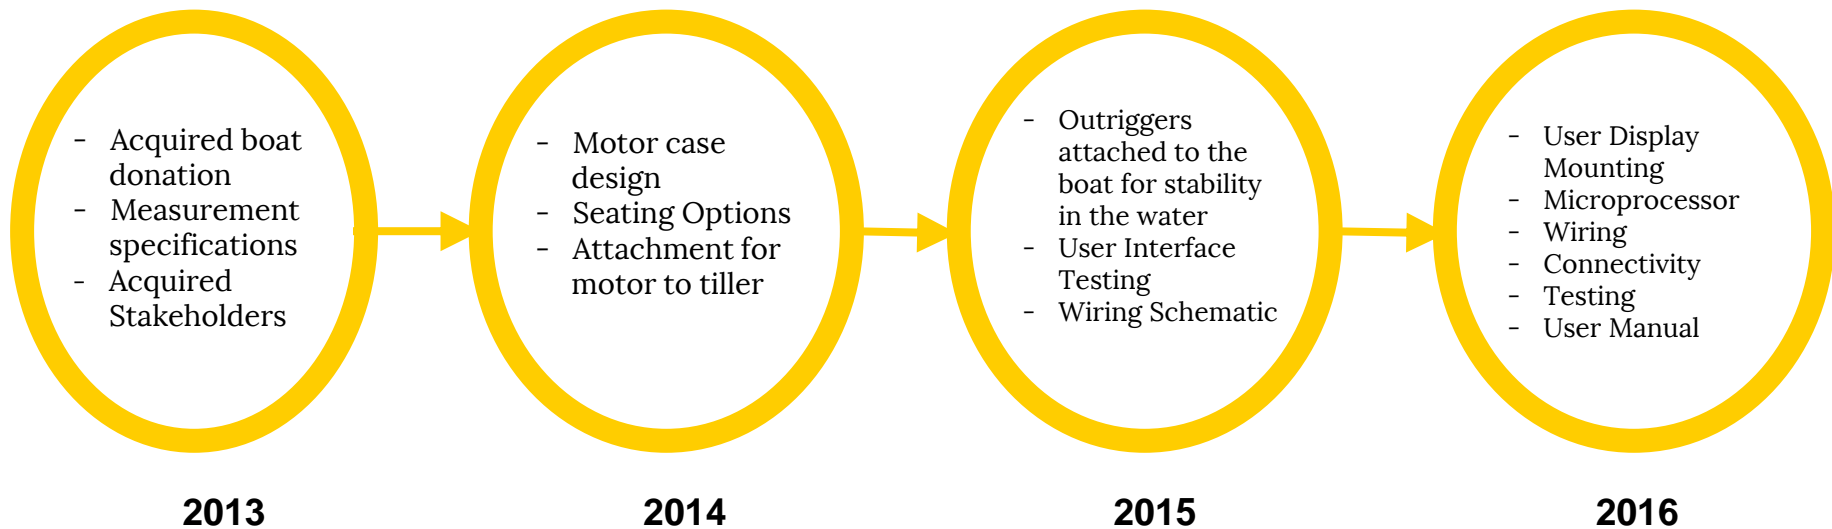 - Acquired boat
donation
- Measurement
specifications
- Acquired
Stakeholders
2013
- Motor case
design
- Seating Options
- Attachment for
motor to tiller
2014
- Outriggers
attached to the
boat for stability
in the water
- User Interface
Testing
- Wiring Schematic
2015
- User Display
Mounting
- Microprocessor
- Wiring
- Connectivity
- Testing
- User Manual
2016